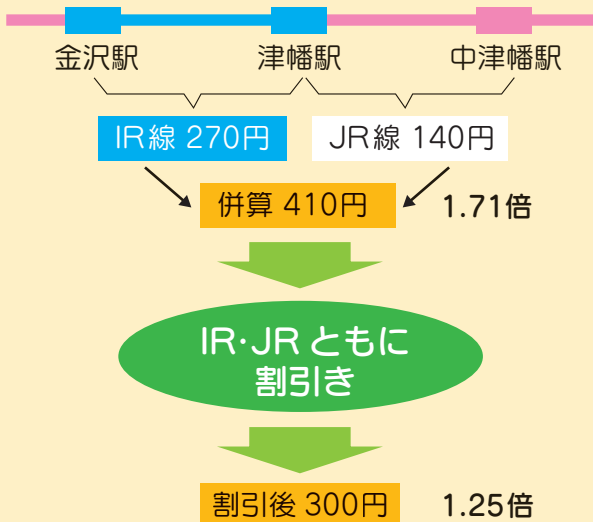 金沢駅 津幡駅 中津幡駅
IR線 270円 JR線 140円
併算 410円 1.71倍
IR·JR ともに
割引き
割引後 300円 1.25倍